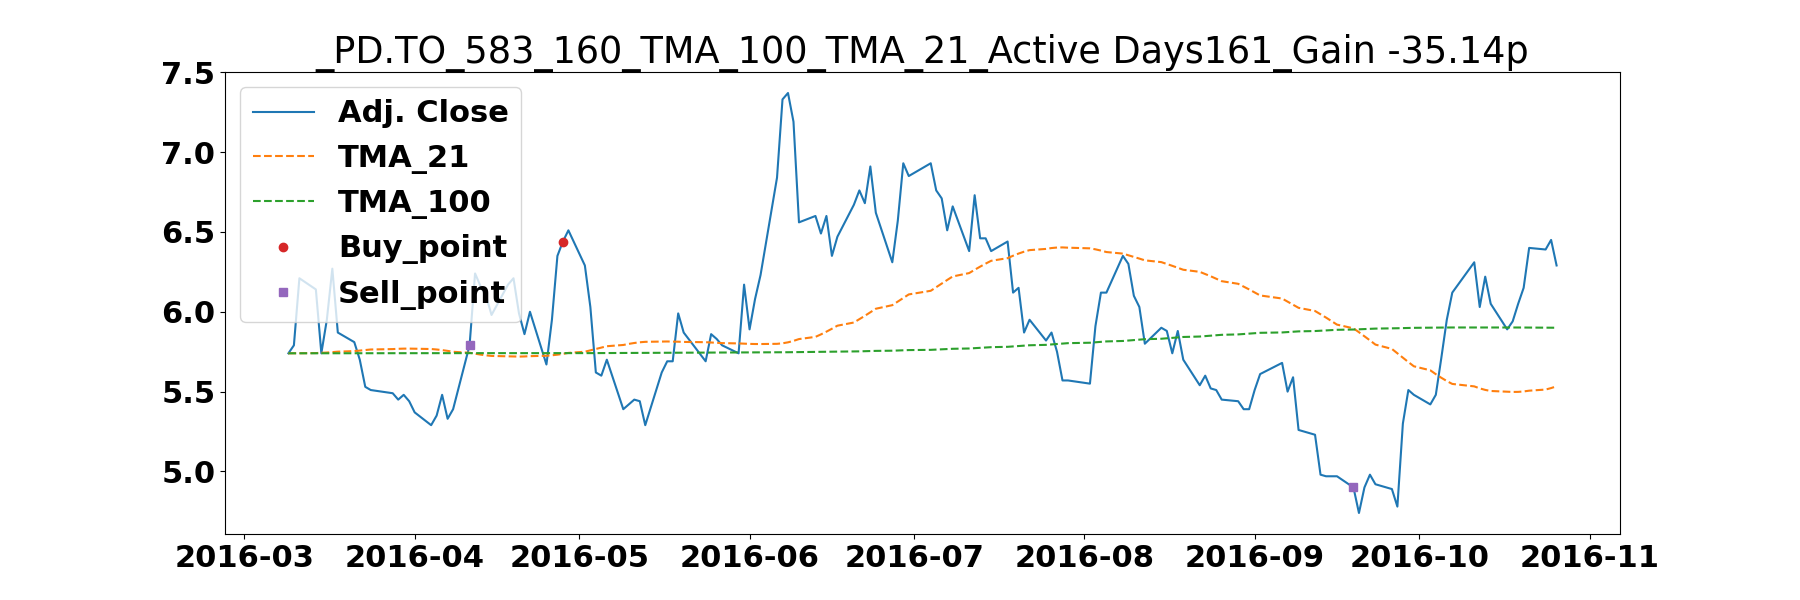 _PD.TO_583_160_TMA_100_TMA_21_Active Days161_Gain -35.14p
7.5
7.0
6.5
6.0
5.5
5.0
Adj. Close
TMA_21
TMA_100
Buy_point
Sell_point
2016-03 2016-04 2016-05 2016-06 2016-07 2016-08 2016-09 2016-10 2016-11